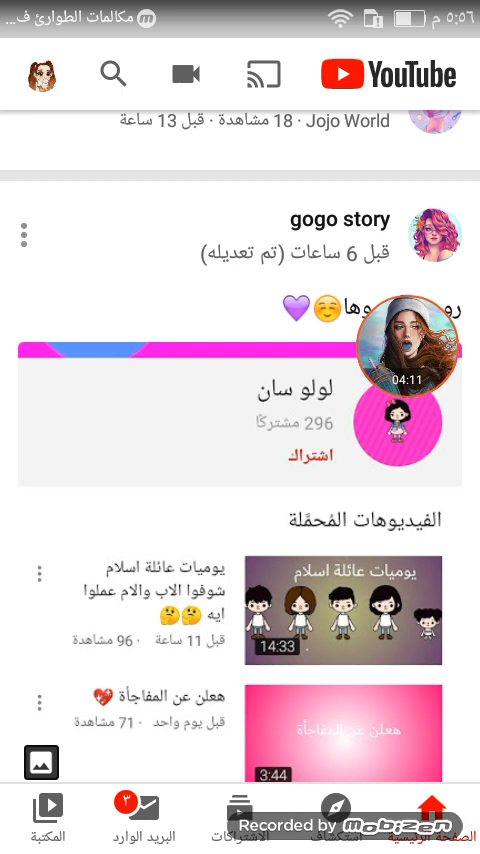 مكالمات الطوارئ ف...
٥:٥٦ م
YouTube
Jojo World · 18 مشاهدة · قبل 13 ساعة
gogo story
قبل 6 ساعات (تم تعديله)
☺️💜
04:11
لولو سان
296 مشتركًا
اشتراك
الفيديوهات المُحمَّلة
يوميات عائلة اسلام
14:33
يوميات عائلة اسلام
شوفوا الاب والام عملوا
ايه 🤔🤔
قبل 11 ساعة · 96 مشاهدة
هعلن عن المفاجأة
3:44
هعلن عن المفاجأة 💖
قبل يوم واحد · 71 مشاهدة
الصفحة الرئيسية
استكشاف
الاشتراكات
٣
البريد الوارد
المكتبة
Recorded by mobizen